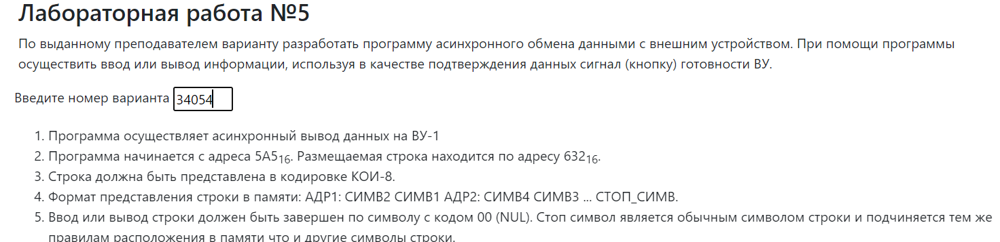 Лабораторная работа №5
По выданному преподавателем варианту разработать программу асинхронного обмена данными с внешним устройством. При помощи программы
осуществить ввод или вывод информации, используя в качестве подтверждения данных сигнал (кнопку) готовности ВУ.
Введите номер варианта 34054
1. Программа осуществляет асинхронный вывод данных на ВУ-1
2. Программа начинается с адреса 5A5₁₆. Размещаемая строка находится по адресу 632₁₆.
3. Строка должна быть представлена в кодировке КОИ-8.
4. Формат представления строки в памяти: АДР1: СИМВ2 СИМВ1 АДР2: СИМВ4 СИМВ3 ... СТОП_СИМВ.
5. Ввод или вывод строки должен быть завершен по символу с кодом 00 (NUL). Стоп символ является обычным символом строки и подчиняется тем же
правилам расположения в памяти что и другие символы строки.